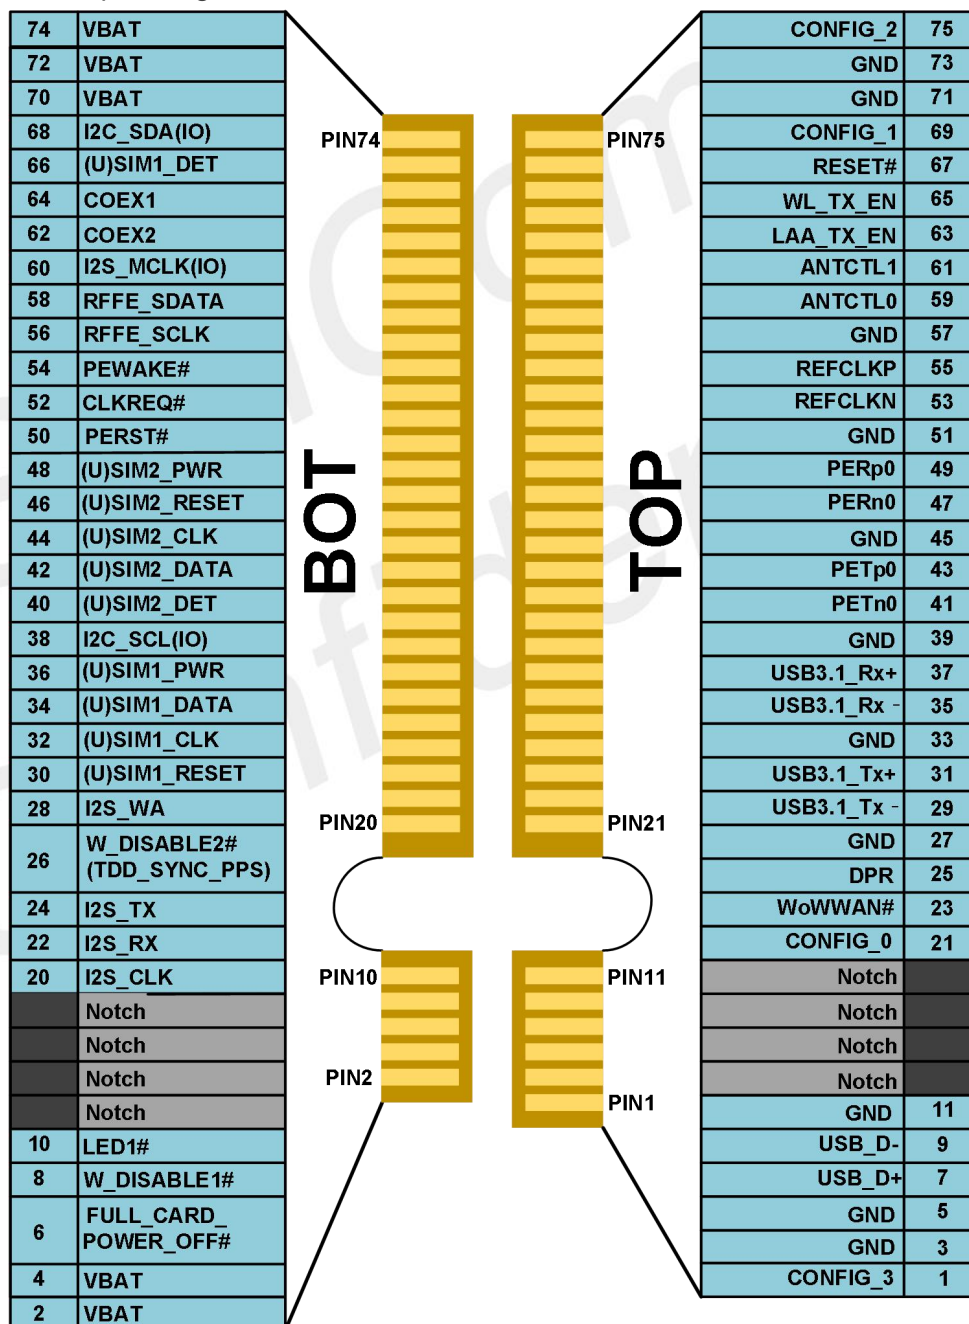 74 VBAT
72 VBAT
70 VBAT
68 I2C_SDA(IO)
66 (U)SIM1_DET
64 COEX1
62 COEX2
60 I2S_MCLK(IO)
58 RFFE_SDATA
56 RFFE_SCLK
54 PEWAKE#
52 CLKREQ#
50 PERST#
48 (U)SIM2_PWR
46 (U)SIM2_RESET
44 (U)SIM2_CLK
42 (U)SIM2_DATA
40 (U)SIM2_DET
38 I2C_SCL(IO)
36 (U)SIM1_PWR
34 (U)SIM1_DATA
32 (U)SIM1_CLK
30 (U)SIM1_RESET
28 I2S_WA
26 W_DISABLE2#
(TDD_SYNC_PPS)
24 I2S_TX
22 I2S_RX
20 I2S_CLK
Notch
Notch
Notch
Notch
10 LED1#
8 W_DISABLE1#
6 FULL_CARD_
POWER_OFF#
4 VBAT
2 VBAT
PIN74
BOT
PIN20
PIN10
PIN2
PIN75
TOP
PIN21
PIN11
PIN1
CONFIG_2 75
GND 73
GND 71
CONFIG_1 69
RESET# 67
WL_TX_EN 65
LAA_TX_EN 63
ANTCTL1 61
ANTCTL0 59
GND 57
REFCLKP 55
REFCLKN 53
GND 51
PERp0 49
PERn0 47
GND 45
PETp0 43
PETn0 41
GND 39
USB3.1_Rx+ 37
USB3.1_Rx - 35
GND 33
USB3.1_Tx+ 31
USB3.1_Tx - 29
GND 27
DPR 25
WoWWAN# 23
CONFIG_0 21
Notch
Notch
Notch
Notch
GND 11
USB_D- 9
USB_D+ 7
GND 5
GND 3
CONFIG_3 1